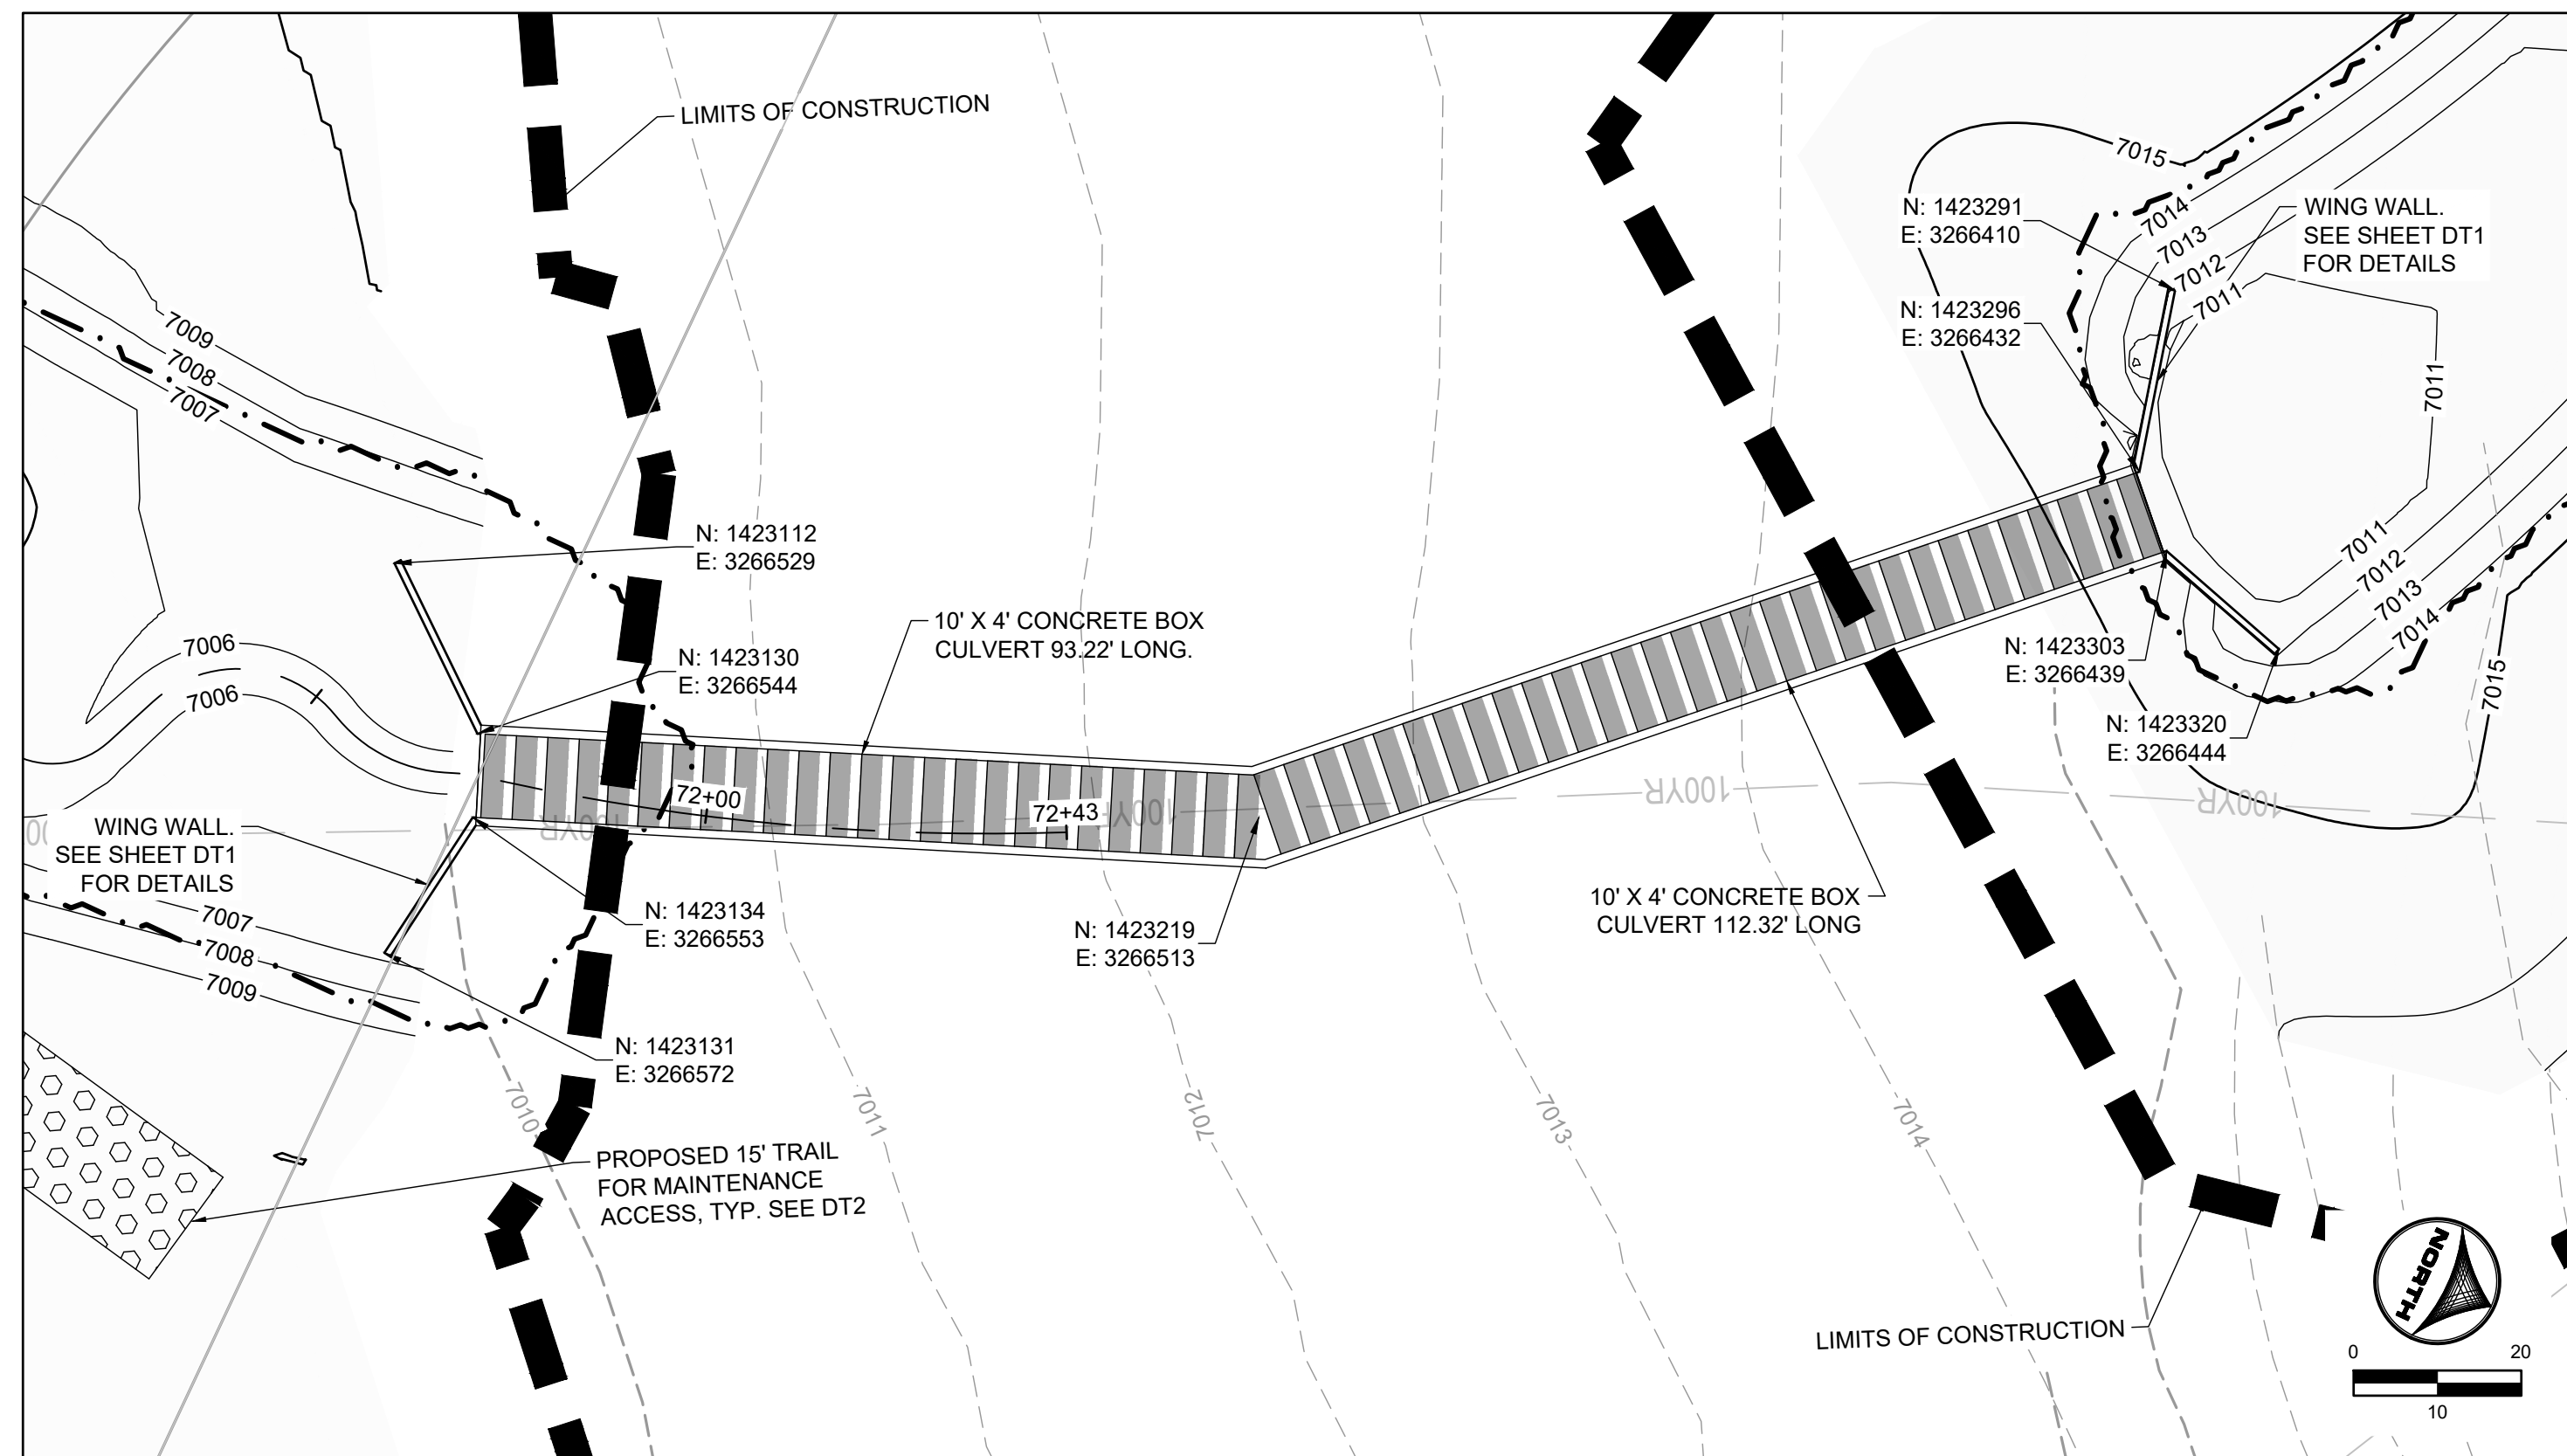 LIMITS OF CONSTRUCTION
7015
N: 1423291
E: 3266410
WING WALL.
SEE SHEET DT1
FOR DETAILS
7014
7013
7012
7011
N: 1423296
E: 3266432
7011
7009
7008
7007
N: 1423112
E: 3266529
7011
7012
7013
7014
7015
10' X 4' CONCRETE BOX
CULVERT 93.22' LONG.
7006
7006
N: 1423130
E: 3266544
N: 1423303
E: 3266439
N: 1423320
E: 3266444
72+00
72+43
100YR
100YR
100YR
100YR
WING WALL.
SEE SHEET DT1
FOR DETAILS
7007
7008
7009
N: 1423134
E: 3266553
N: 1423219
E: 3266513
10' X 4' CONCRETE BOX
CULVERT 112.32' LONG
N: 1423131
E: 3266572
7010
7011
7012
7013
7014
PROPOSED 15' TRAIL
FOR MAINTENANCE
ACCESS, TYP. SEE DT2
LIMITS OF CONSTRUCTION
NORTH
0 20
10